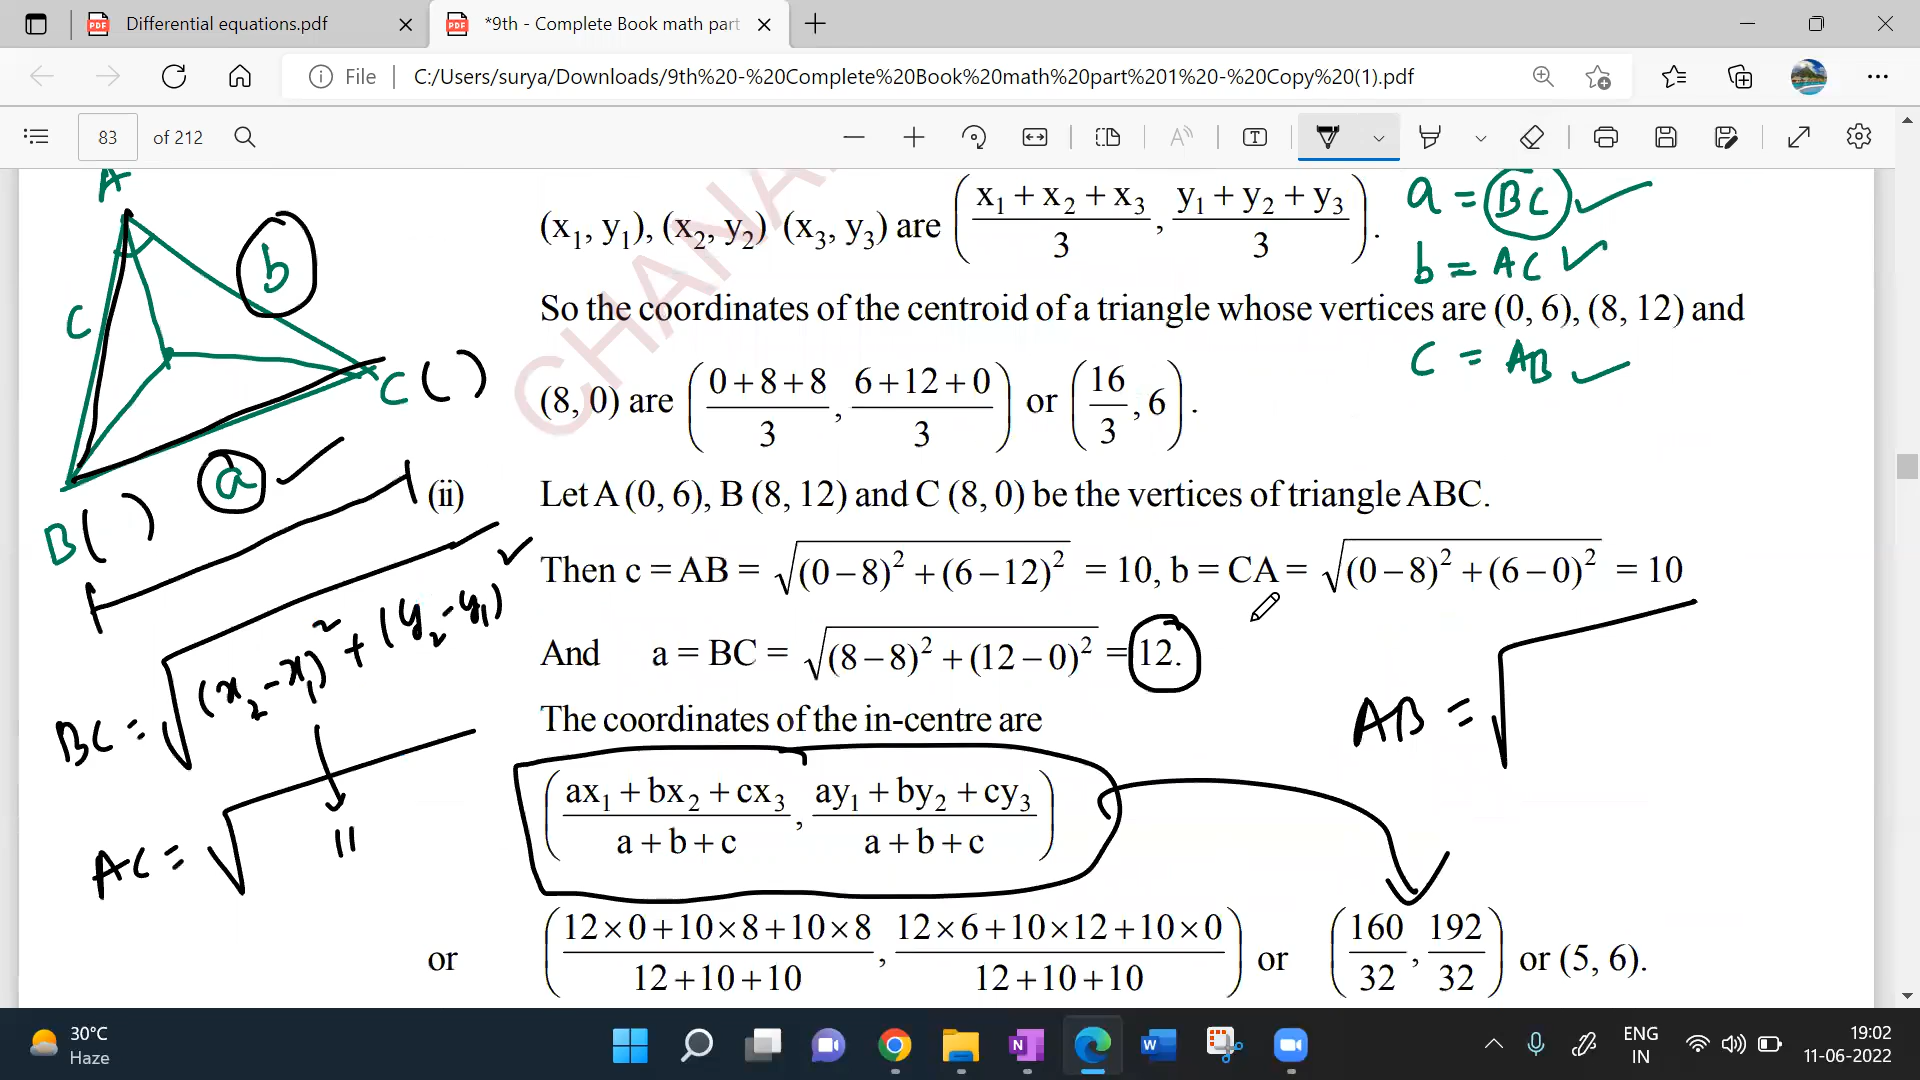 Differential equations.pdf
*9th - Complete Book math part
File
C:/Users/surya/Downloads/9th%20-%20Complete%20Book%20math%20part%201%20-%20Copy%20(1).pdf
83 of 212
(x₁, y₁), (x₂, y₂) (x₃, y₃) are ((x₁ + x₂ + x₃)/3, (y₁ + y₂ + y₃)/3).
a = BC
b = AC
So the coordinates of the centroid of a triangle whose vertices are (0, 6), (8, 12) and
c = AB
(8, 0) are ((0+8+8)/3, (6+12+0)/3) or (16/3, 6).
CHANA
A
b
C
C ( )
a
B ( )
(ii) Let A (0, 6), B (8, 12) and C (8, 0) be the vertices of triangle ABC.
Then c = AB = √((0−8)² + (6−12)²) = 10, b = CA = √((0−8)² + (6−0)²) = 10
And a = BC = √((8−8)² + (12−0)²) = 12.
BC = √((x₂ − x₁)² + (y₂ − y₁)
AC = √
AB = √
The coordinates of the in-centre are
((ax₁ + bx₂ + cx₃)/(a + b + c), (ay₁ + by₂ + cy₃)/(a + b + c))
or ((12×0+10×8+10×8)/(12+10+10), (12×6+10×12+10×0)/(12+10+10)) or (160/32, 192/32) or (5, 6).
30°C
Haze
ENG
IN
19:02
11-06-2022